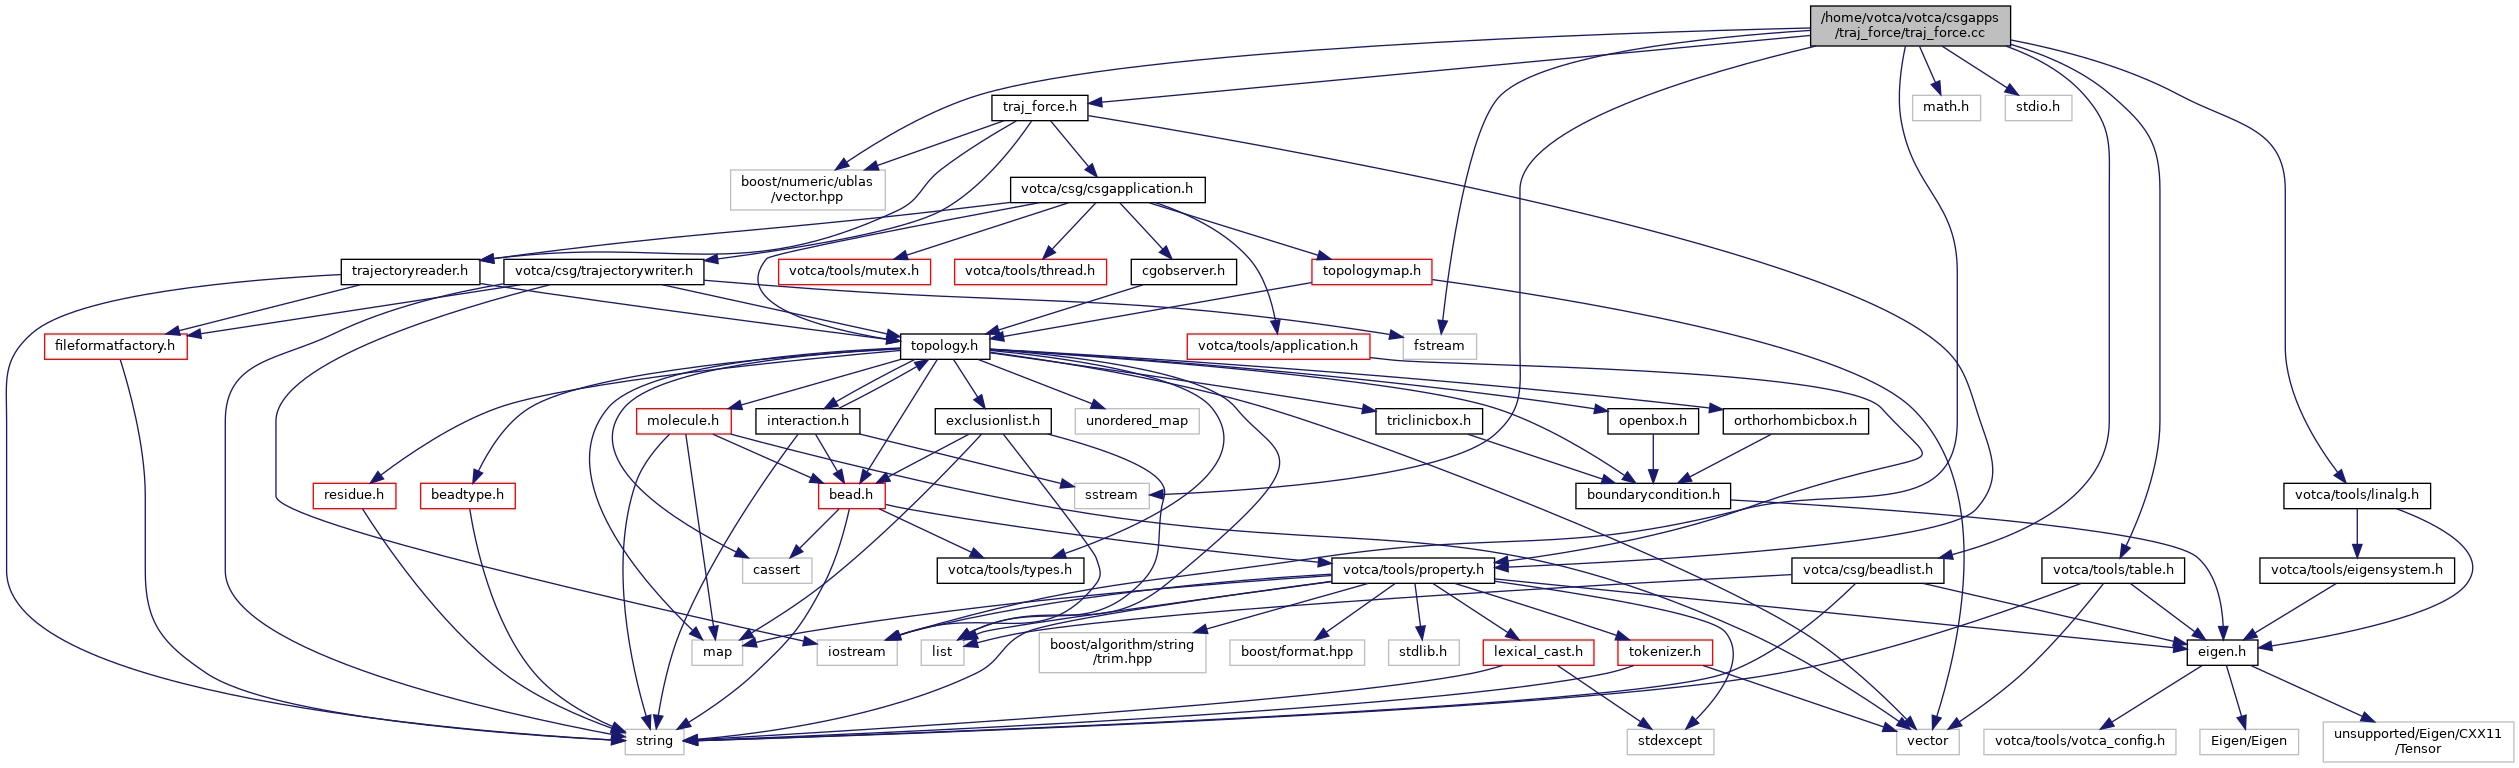 /home/votca/votca/csgapps
/traj_force/traj_force.cc
traj_force.h
math.h
stdio.h
boost/numeric/ublas
/vector.hpp
votca/csg/csgapplication.h
trajectoryreader.h
votca/csg/trajectorywriter.h
votca/tools/mutex.h
votca/tools/thread.h
cgobserver.h
topologymap.h
fileformatfactory.h
fstream
topology.h
votca/tools/application.h
molecule.h
interaction.h
exclusionlist.h
unordered_map
triclinicbox.h
openbox.h
orthorhombicbox.h
residue.h
beadtype.h
bead.h
sstream
boundarycondition.h
votca/tools/linalg.h
cassert
votca/tools/types.h
votca/tools/property.h
votca/csg/beadlist.h
votca/tools/table.h
votca/tools/eigensystem.h
map
iostream
list
boost/algorithm/string
/trim.hpp
boost/format.hpp
stdlib.h
lexical_cast.h
tokenizer.h
eigen.h
string
stdexcept
vector
votca/tools/votca_config.h
Eigen/Eigen
unsupported/Eigen/CXX11
/Tensor